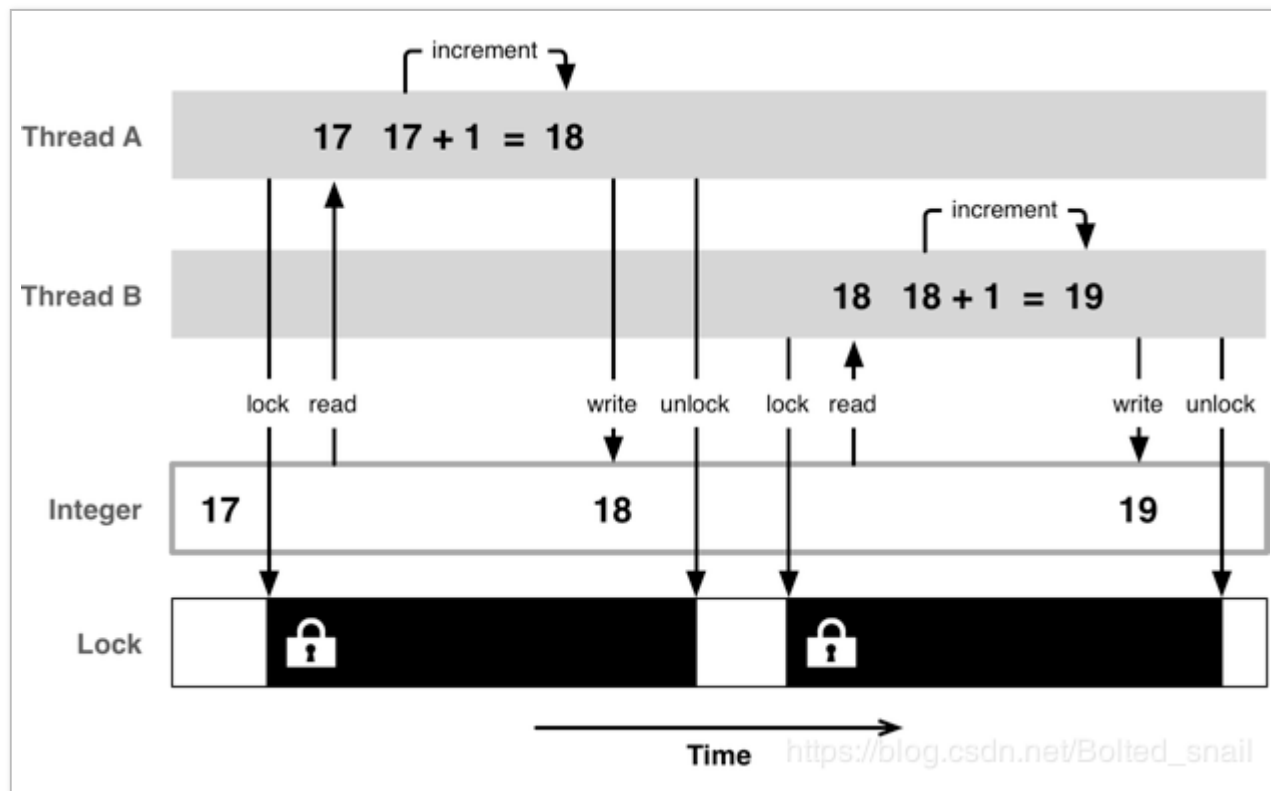 increment
Thread A 17 17 + 1 = 18
increment
Thread B 18 18 + 1 = 19
lock read write unlock lock read write unlock
Integer 17 18 19
Lock
Time
https://blog.csdn.net/Bolted_snail